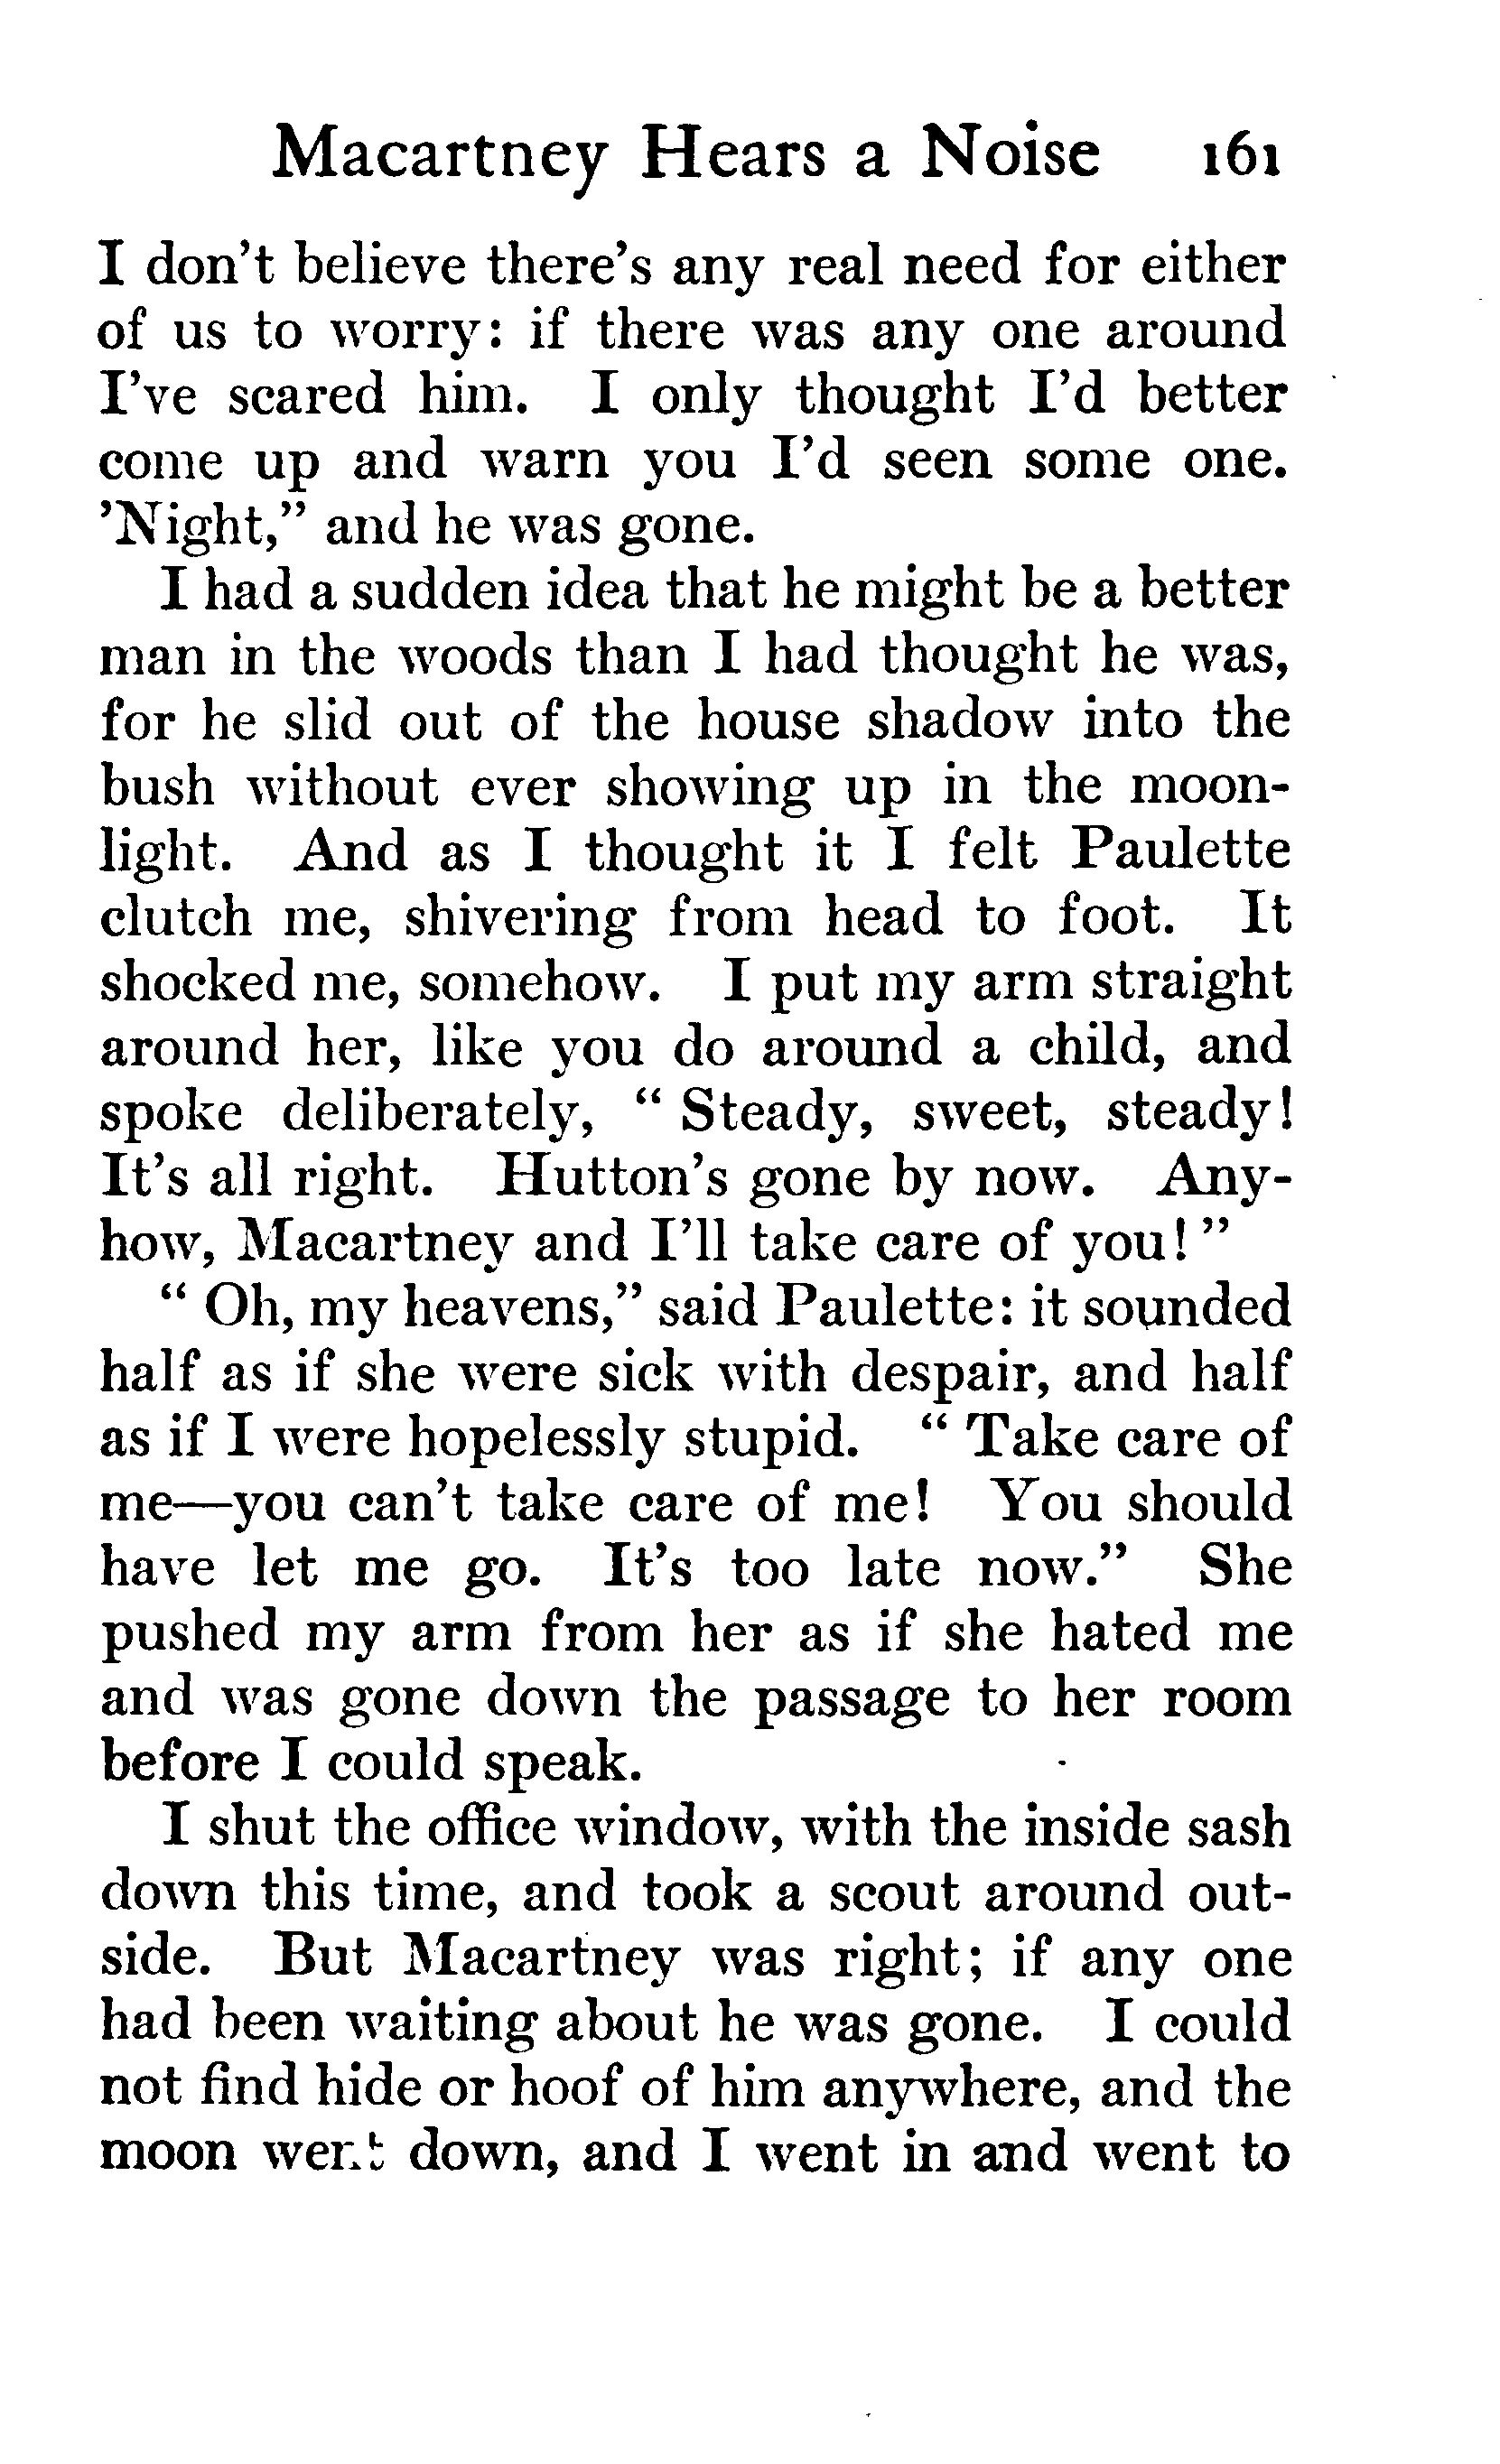 Macartney Hears a Noise 161
I don't believe there's any real need for either
of us to worry: if there was any one around
I've scared him. I only thought I'd better
come up and warn you I'd seen some one.
'Night," and he was gone.
I had a sudden idea that he might be a better
man in the woods than I had thought he was,
for he slid out of the house shadow into the
bush without ever showing up in the moon-
light. And as I thought it I felt Paulette
clutch me, shivering from head to foot. It
shocked me, somehow. I put my arm straight
around her, like you do around a child, and
spoke deliberately, " Steady, sweet, steady!
It's all right. Hutton's gone by now. Any-
how, Macartney and I'll take care of you! "
" Oh, my heavens," said Paulette: it sounded
half as if she were sick with despair, and half
as if I were hopelessly stupid. " Take care of
me—you can't take care of me! You should
have let me go. It's too late now." She
pushed my arm from her as if she hated me
and was gone down the passage to her room
before I could speak.
I shut the office window, with the inside sash
down this time, and took a scout around out-
side. But Macartney was right; if any one
had been waiting about he was gone. I could
not find hide or hoof of him anywhere, and the
moon went down, and I went in and went to